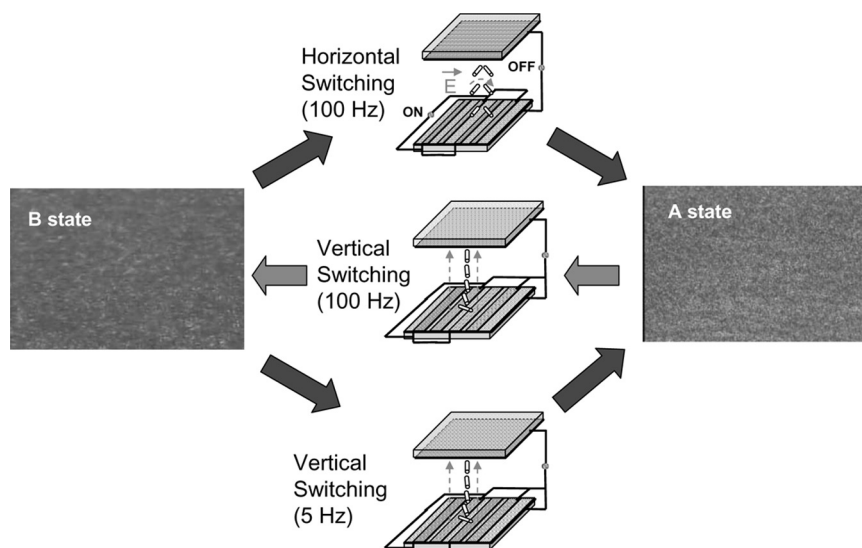 Horizontal
Switching
(100 Hz)
E
ON
OFF
B state
Vertical
Switching
(100 Hz)
A state
Vertical
Switching
(5 Hz)